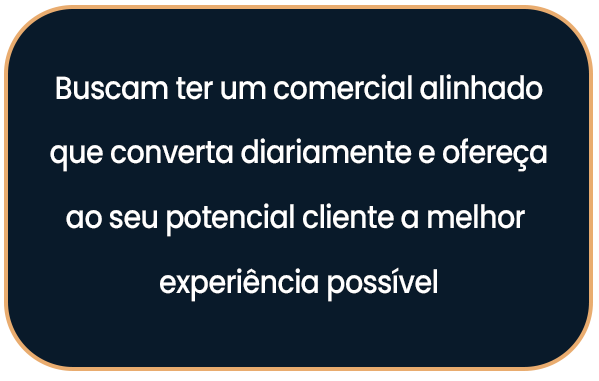 Buscam ter um comercial alinhado
que converta diariamente e ofereça
ao seu potencial cliente a melhor
experiência possível